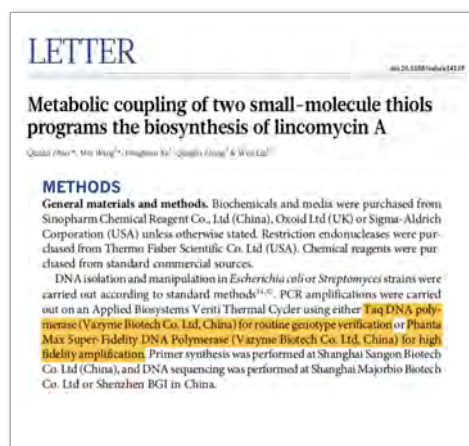 LETTER
Metabolic coupling of two small-molecule thiols
programs the biosynthesis of lincomycin A
METHODS
General materials and methods. Biochemicals and media were purchased from
Sinopharm Chemical Reagent Co., Ltd (China), Oxoid Ltd (UK) or Sigma-Aldrich
Corporation (USA) unless otherwise stated. Restriction endonucleases were pur-
chased from Thermo Fisher Scientific Co. Ltd (USA). Chemical reagents were pur-
chased from standard commercial sources.
DNA isolation and manipulation in Escherichia coli or Streptomyces strains were
carried out according to standard methods
. PCR amplifications were carried
out on an Applied Biosystems Veriti Thermal Cycler using either Taq DNA poly-
merase (Vazyme Biotech Co. Ltd, China) for routine genotype verification or Phanta
Max Super-Fidelity DNA Polymerase (Vazyme Biotech Co. Ltd, China) for high
fidelity amplification. Primer synthesis was performed at Shanghai Sangon Biotech
Co. Ltd (China), and DNA sequencing was performed at Shanghai Majorbio Biotech
Co. Ltd or Shenzhen BGI in China.